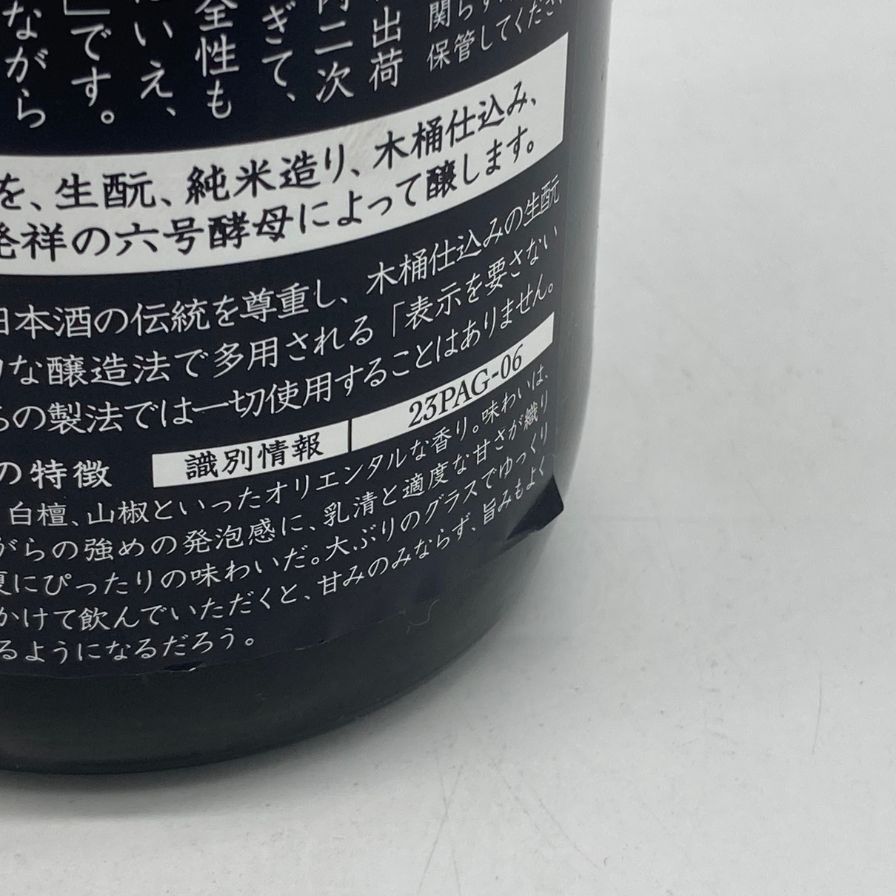 関らず
保管してくださ
出荷
内二次
ぎて、
全性も
いえ、
」です。
ながら
を、生酛、純米造り、木桶仕込み、
発祥の六号酵母によって醸します。
日本酒の伝統を尊重し、木桶仕込みの生酛
な醸造法で多用される「表示を要さない
らの製法では一切使用することはありません。
識別情報 23PAG-06
の特徴
白檀、山椒といったオリエンタルな香り。味わいは、
がらの強めの発泡感に、乳清と適度な甘さが織り
夏にぴったりの味わいだ。大ぶりのグラスでゆっくり
かけて飲んでいただくと、甘みのみならず、旨みもよく
るようになるだろう。